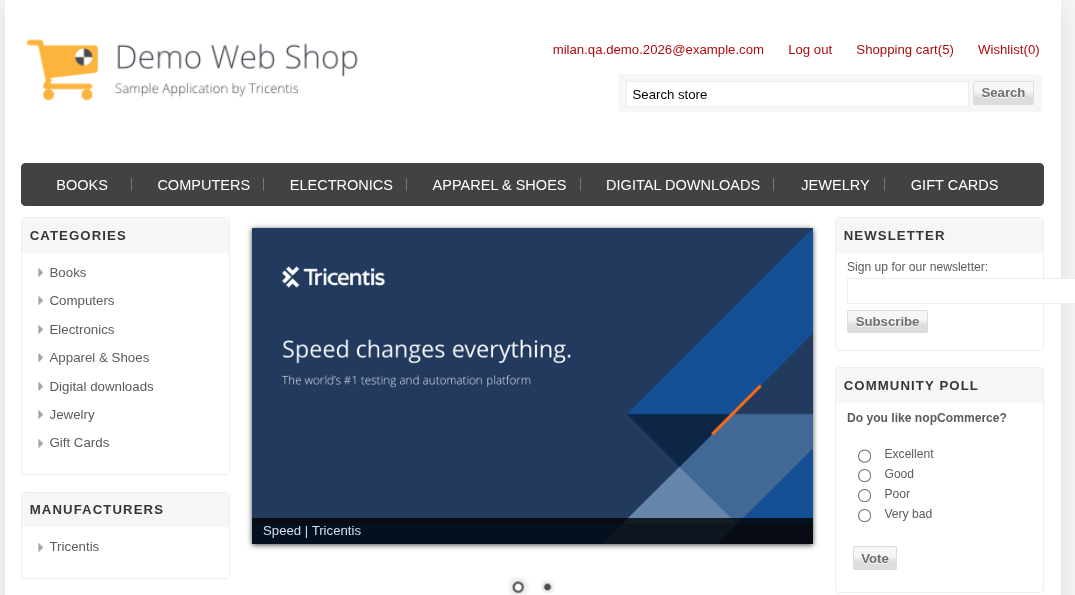 Demo Web Shop
Sample Application by Tricentis
milan.qa.demo.2026@example.com Log out Shopping cart(5) Wishlist(0)
Search store Search
BOOKS COMPUTERS ELECTRONICS APPAREL & SHOES DIGITAL DOWNLOADS JEWELRY GIFT CARDS
CATEGORIES
Books
Computers
Electronics
Apparel & Shoes
Digital downloads
Jewelry
Gift Cards
MANUFACTURERS
Tricentis
Tricentis
Speed changes everything.
The world's #1 testing and automation platform
Speed | Tricentis
NEWSLETTER
Sign up for our newsletter:
Subscribe
COMMUNITY POLL
Do you like nopCommerce?
Excellent
Good
Poor
Very bad
Vote